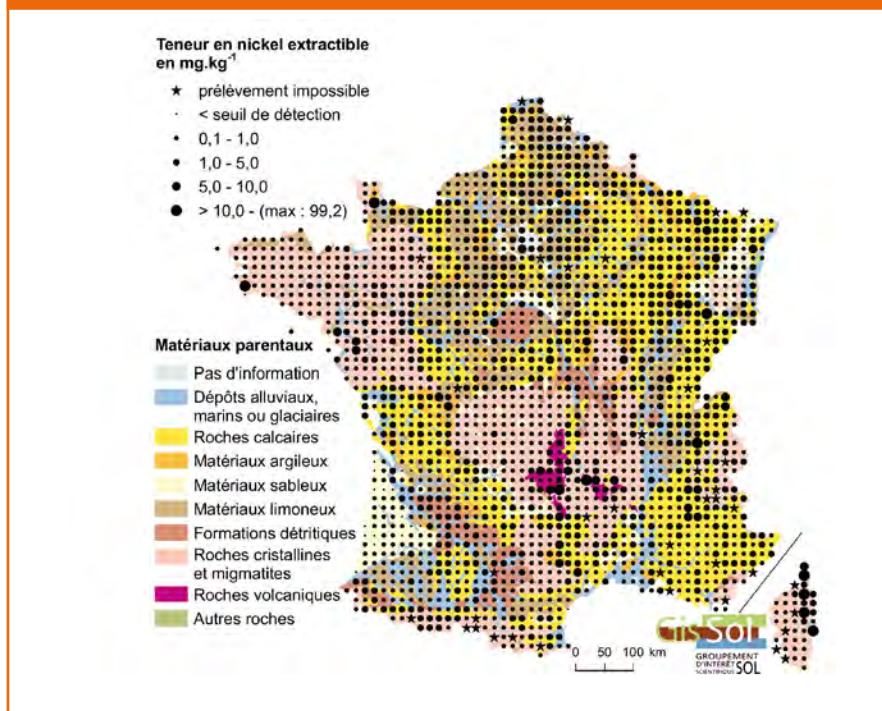 Teneur en nickel extractible
en mg.kg⁻¹
prélèvement impossible
< seuil de détection
0,1 - 1,0
1,0 - 5,0
5,0 - 10,0
> 10,0 - (max : 99,2)
Matériaux parentaux
Pas d'information
Dépôts alluviaux,
marins ou glaciaires
Roches calcaires
Matériaux argileux
Matériaux sableux
Matériaux limoneux
Formations détritiques
Roches cristallines
et migmatites
Roches volcaniques
Autres roches
Gis Sol
GROUPEMENT
D'INTÉRÊT
SCIENTIFIQUE SOL
0 50 100 km